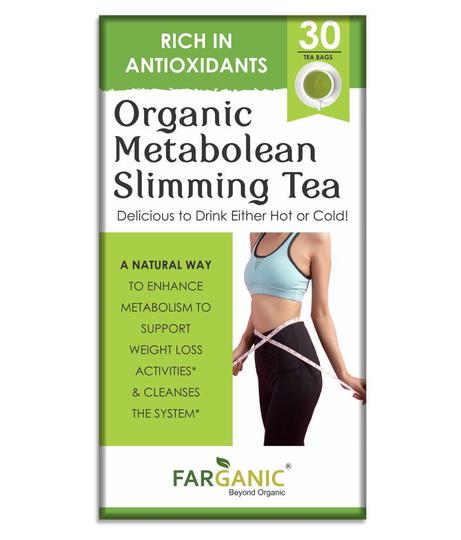 RICH IN
ANTIOXIDANTS
30
TEA BAGS
Organic
Metabolean
Slimming Tea
Delicious to Drink Either Hot or Cold!
A NATURAL WAY
TO ENHANCE
METABOLISM TO
SUPPORT
WEIGHT LOSS
ACTIVITIES*
& CLEANSES
THE SYSTEM*
FARGANIC®
Beyond Organic